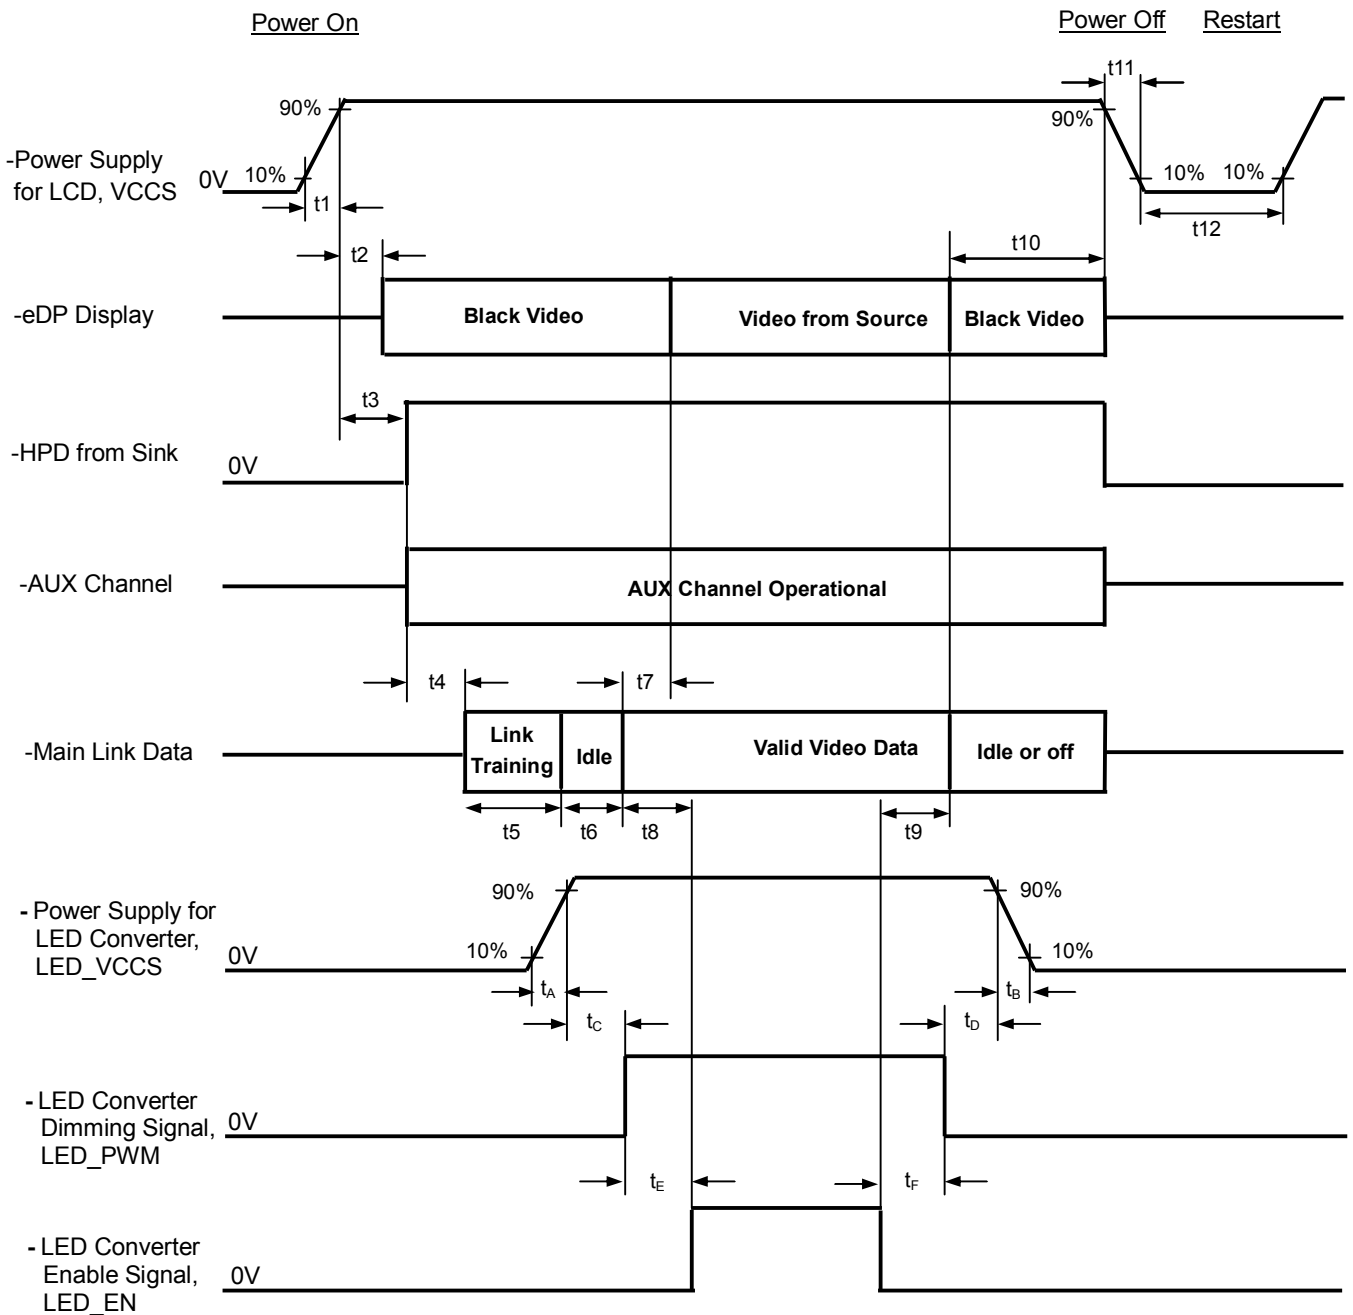 Power On
Power Off
Restart
t11
90%
90%
-Power Supply
for LCD, VCCS
0V
10%
10%
10%
t1
t12
t2
t10
-eDP Display
Black Video
Video from Source
Black Video
t3
-HPD from Sink
0V
-AUX Channel
AUX Channel Operational
t4
t7
-Main Link Data
Link
Training
Idle
Valid Video Data
Idle or off
t5
t6
t8
t9
90%
90%
- Power Supply for
LED Converter,
LED_VCCS
0V
10%
10%
tA
tB
tC
tD
- LED Converter
Dimming Signal,
LED_PWM
0V
tE
tF
- LED Converter
Enable Signal,
LED_EN
0V